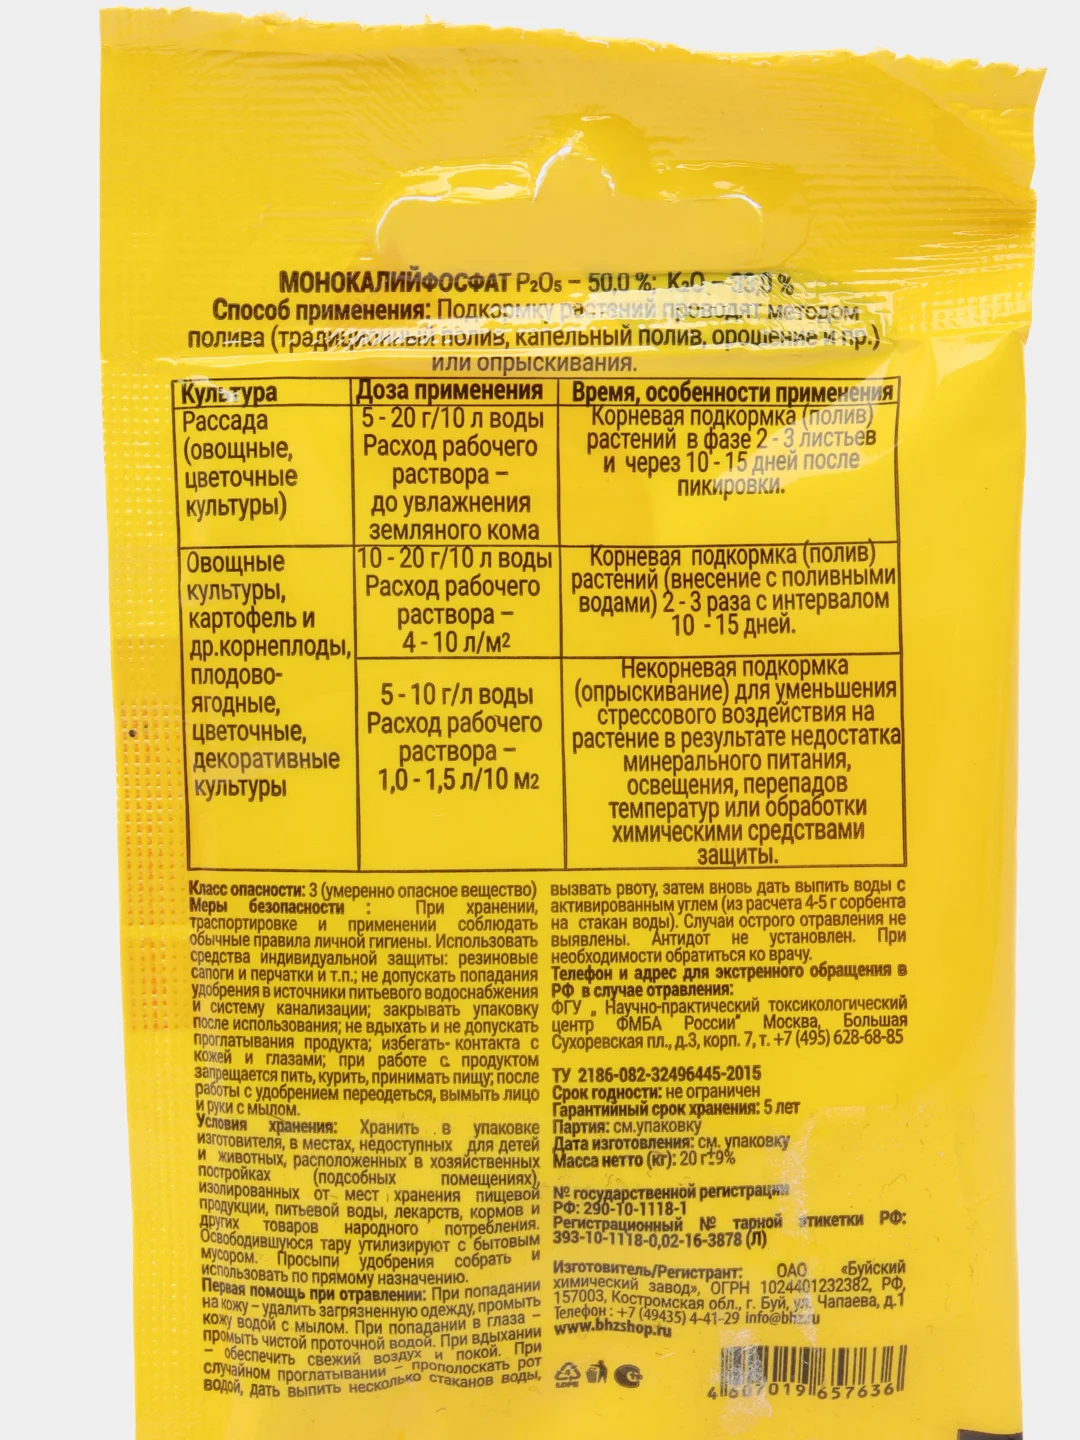 МОНОКАЛИЙФОСФАТ P₂O₅ – 50,0 %; K₂O – 33,0 %
Способ применения: Подкормку растений проводят методом
полива (традиционный полив, капельный полив, орошение и пр.)
или опрыскивания.
Культура
Доза применения
Время, особенности применения
Рассада
(овощные,
цветочные
культуры)
5 - 20 г/10 л воды
Расход рабочего
раствора –
до увлажнения
земляного кома
Корневая подкормка (полив)
растений в фазе 2 - 3 листьев
и через 10 - 15 дней после
пикировки.
Овощные
культуры,
картофель и
др.корнеплоды,
плодово-
ягодные,
цветочные,
декоративные
культуры
10 - 20 г/10 л воды
Расход рабочего
раствора –
4 - 10 л/м2
Корневая подкормка (полив)
растений (внесение с поливными
водами) 2 - 3 раза с интервалом
10 - 15 дней.
5 - 10 г/л воды
Расход рабочего
раствора –
1,0 - 1,5 л/10 м2
Некорневая подкормка
(опрыскивание) для уменьшения
стрессового воздействия на
растение в результате недостатка
минерального питания,
освещения, перепадов
температур или обработки
химическими средствами
защиты.
Класс опасности: 3 (умеренно опасное вещество)
Меры безопасности : При хранении,
траспортировке и применении соблюдать
обычные правила личной гигиены. Использовать
средства индивидуальной защиты: резиновые
сапоги и перчатки и т.п.; не допускать попадания
удобрения в источники питьевого водоснабжения
и систему канализации; закрывать упаковку
после использования; не вдыхать и не допускать
проглатывания продукта; избегать- контакта с
кожей и глазами; при работе с продуктом
запрещается пить, курить, принимать пищу; после
работы с удобрением переодеться, вымыть лицо
и руки с мылом.
Условия хранения: Хранить в упаковке
изготовителя, в местах, недоступных для детей
и животных, расположенных в хозяйственных
постройках (подсобных помещениях),
изолированных от мест хранения пищевой
продукции, питьевой воды, лекарств, кормов и
других товаров народного потребления.
Освободившуюся тару утилизируют с бытовым
мусором. Просыпи удобрения собрать и
использовать по прямому назначению.
Первая помощь при отравлении: При попадании
на кожу – удалить загрязненную одежду, промыть
кожу водой с мылом. При попадании в глаза –
промыть чистой проточной водой. При вдыхании
– обеспечить свежий воздух и покой. При
случайном проглатывании – прополоскать рот
водой, дать выпить несколько стаканов воды,
вызвать рвоту, затем вновь дать выпить воды с
активированным углем (из расчета 4-5 г сорбента
на стакан воды). Случаи острого отравления не
выявлены. Антидот не установлен. При
необходимости обратиться ко врачу.
Телефон и адрес для экстренного обращения в
РФ в случае отравления:
ФГУ „ Научно-практический токсикологический
центр ФМБА России" Москва, Большая
Сухоревская пл., д.3, корп. 7, т. +7 (495) 628-68-85
ТУ 2186-082-32496445-2015
Срок годности: не ограничен
Гарантийный срок хранения: 5 лет
Партия: см.упаковку
Дата изготовления: см. упаковку
Масса нетто (кг): 20 г±9%
№ государственной регистрации
РФ: 290-10-1118-1
Регистрационный № тарной этикетки РФ:
393-10-1118-0,02-16-3878 (Л)
Изготовитель/Регистрант: ОАО «Буйский
химический завод», ОГРН 1024401232382, РФ,
157003, Костромская обл., г. Буй, ул. Чапаева, д.1
Телефон : +7 (49435) 4-41-29 info@bhz.ru
www.bhzshop.ru
LDPE
4 607019 657636